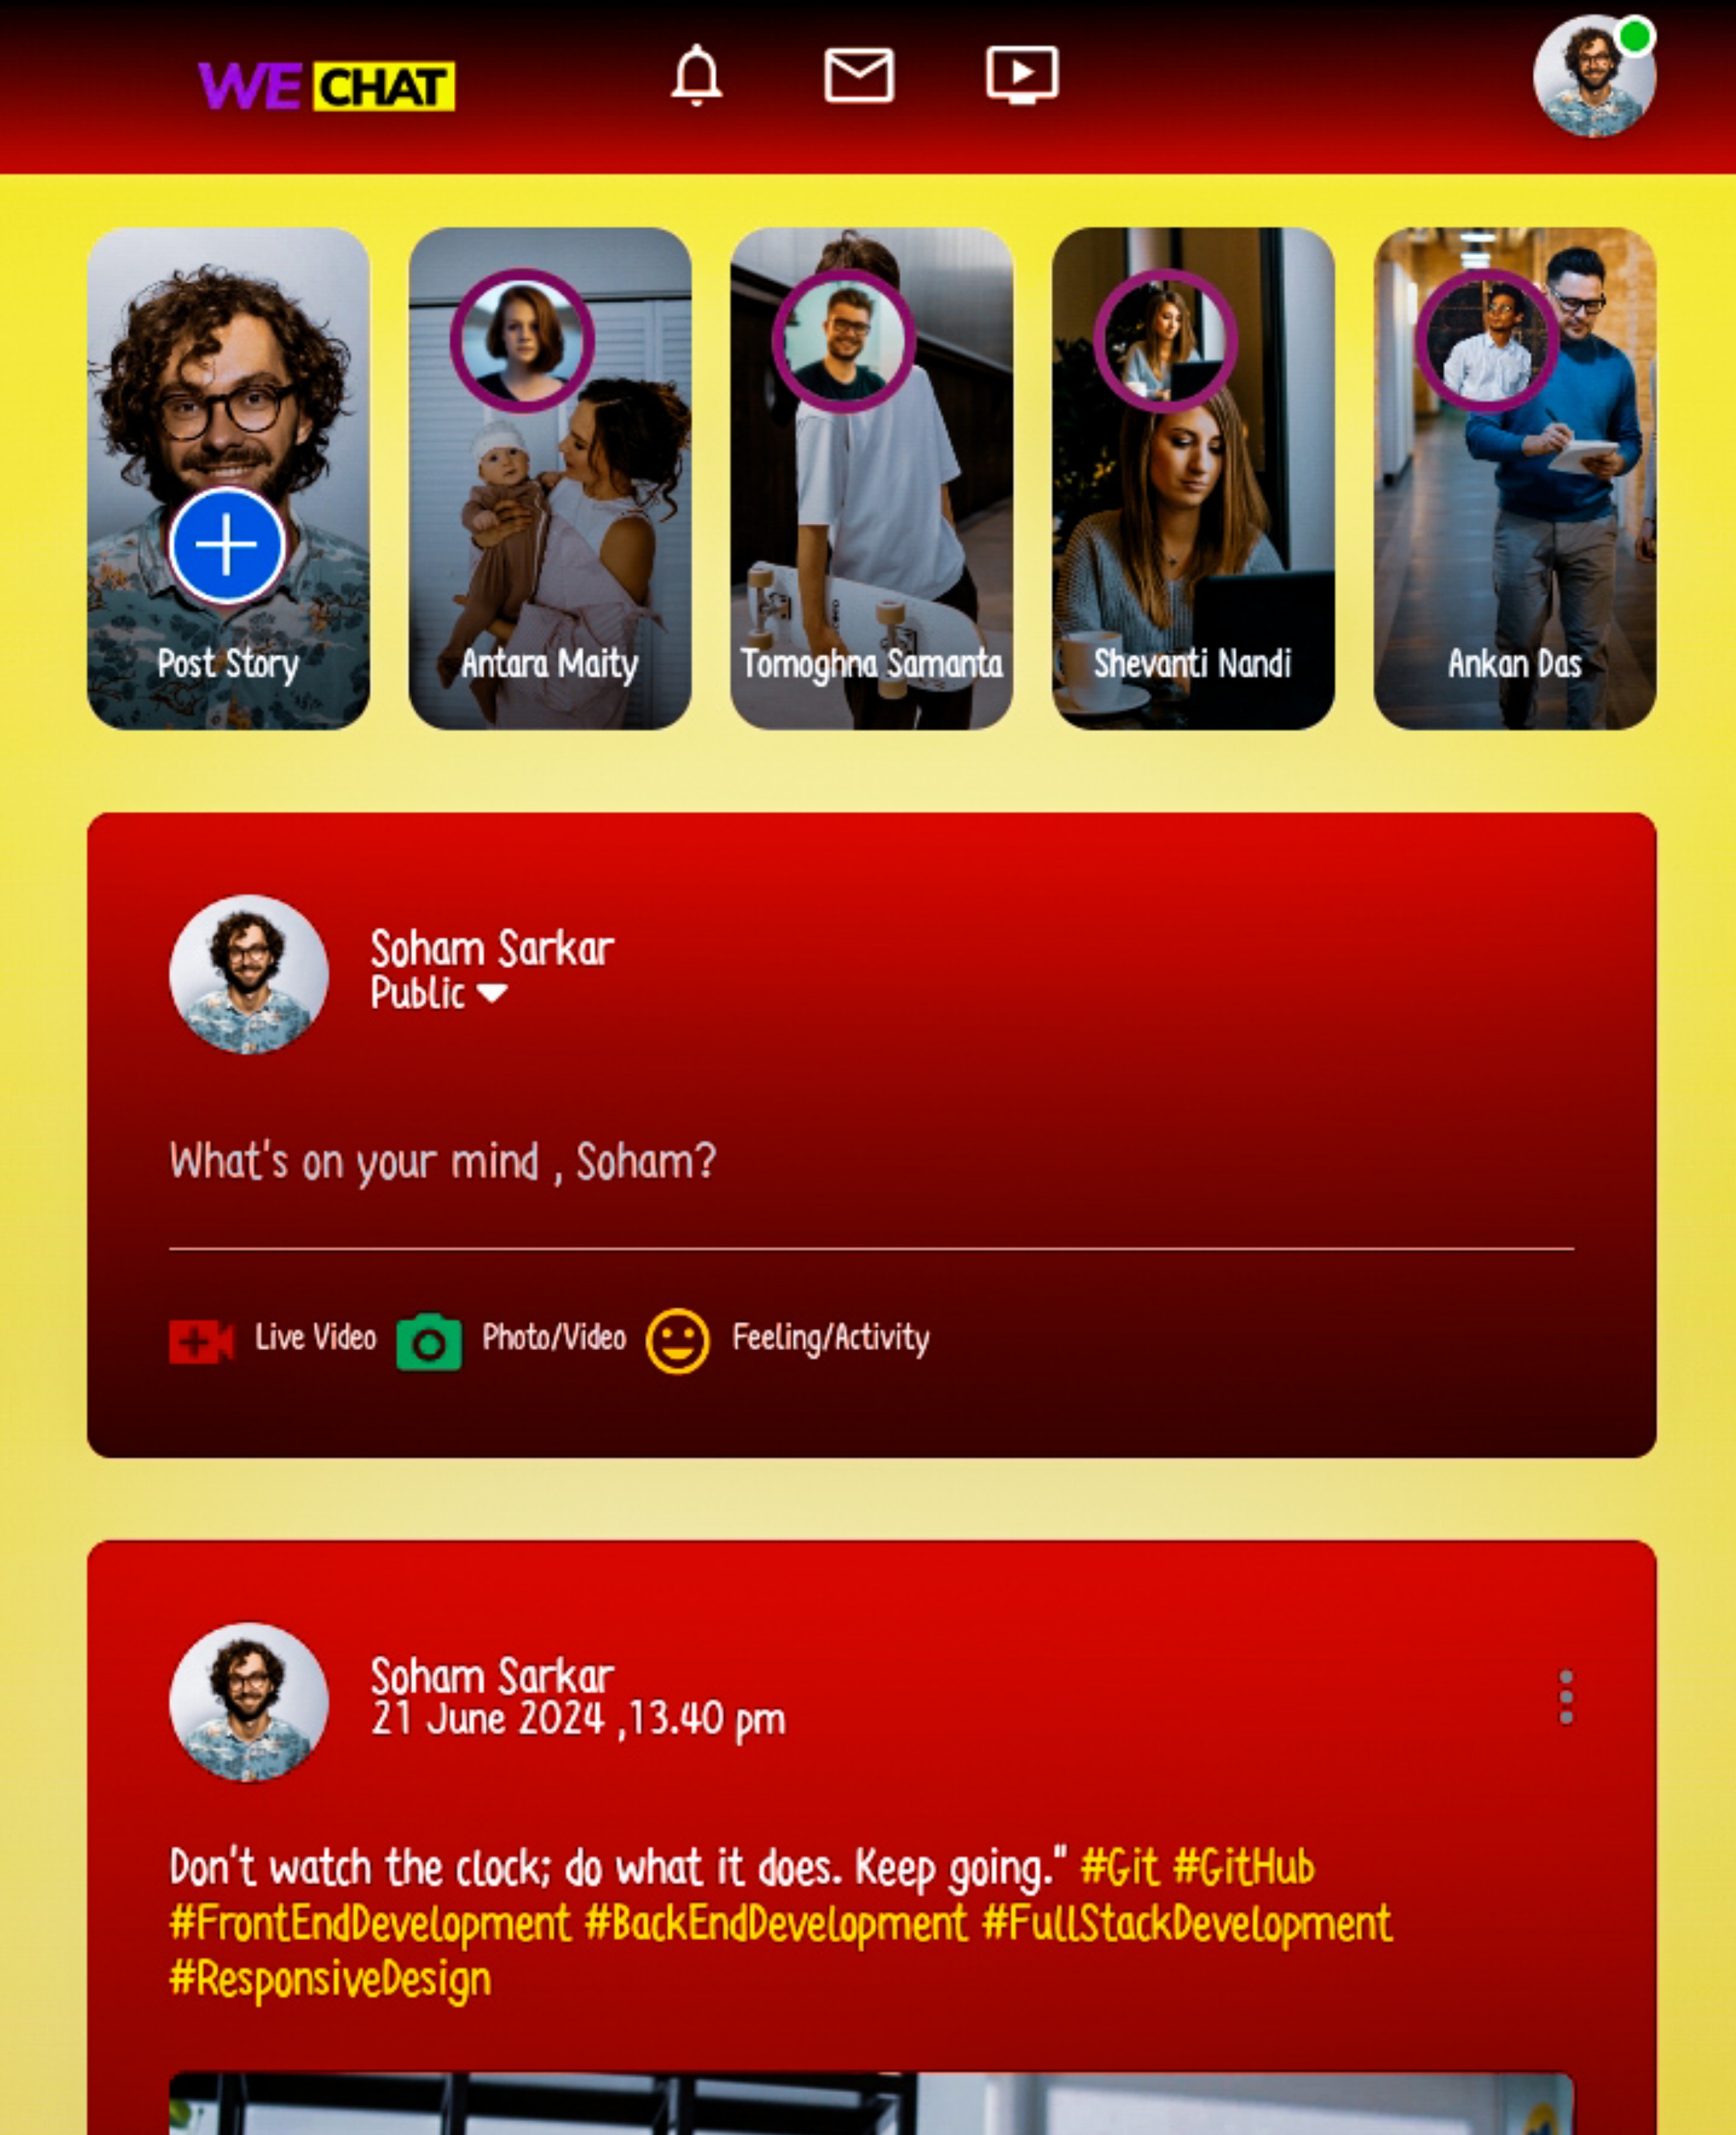 WE CHAT
Post Story
Antara Maity
Tomoghna Samanta
Shevanti Nandi
Ankan Das
Soham Sarkar
Public
What's on your mind , Soham?
Live Video
Photo/Video
Feeling/Activity
Soham Sarkar
21 June 2024 ,13.40 pm
Don't watch the clock; do what it does. Keep going." #Git #GitHub
#FrontEndDevelopment #BackEndDevelopment #FullStackDevelopment
#ResponsiveDesign